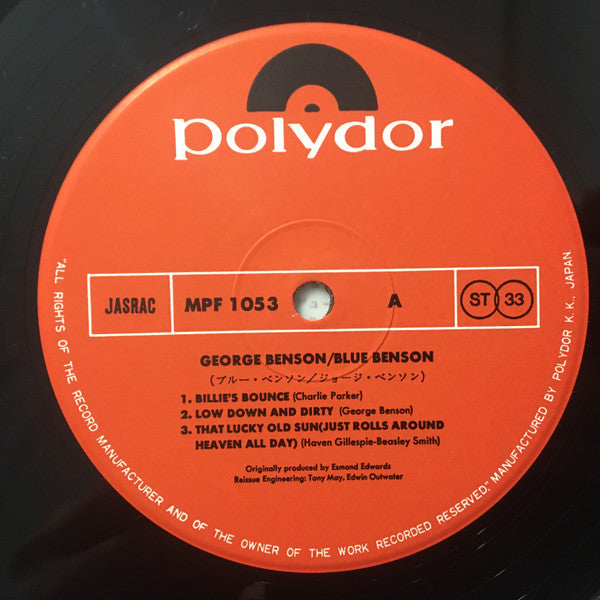 polydor
JASRAC MPF 1053 A ST 33
GEORGE BENSON/BLUE BENSON
(ブルー・ベンソン/ジョージ・ベンソン)
1. BILLIE'S BOUNCE (Charlie Parker)
2. LOW DOWN AND DIRTY (George Benson)
3. THAT LUCKY OLD SUN(JUST ROLLS AROUND
HEAVEN ALL DAY) (Haven Gillespie-Beasley Smith)
Originally produced by Esmond Edwards
Reissue Engineering: Tany May, Edwin Outwater
"ALL RIGHTS OF THE RECORD MANUFACTURER AND OF THE OWNER OF THE WORK RECORDED RESERVED," MANUFACTURED BY POLYDOR K.K., JAPAN